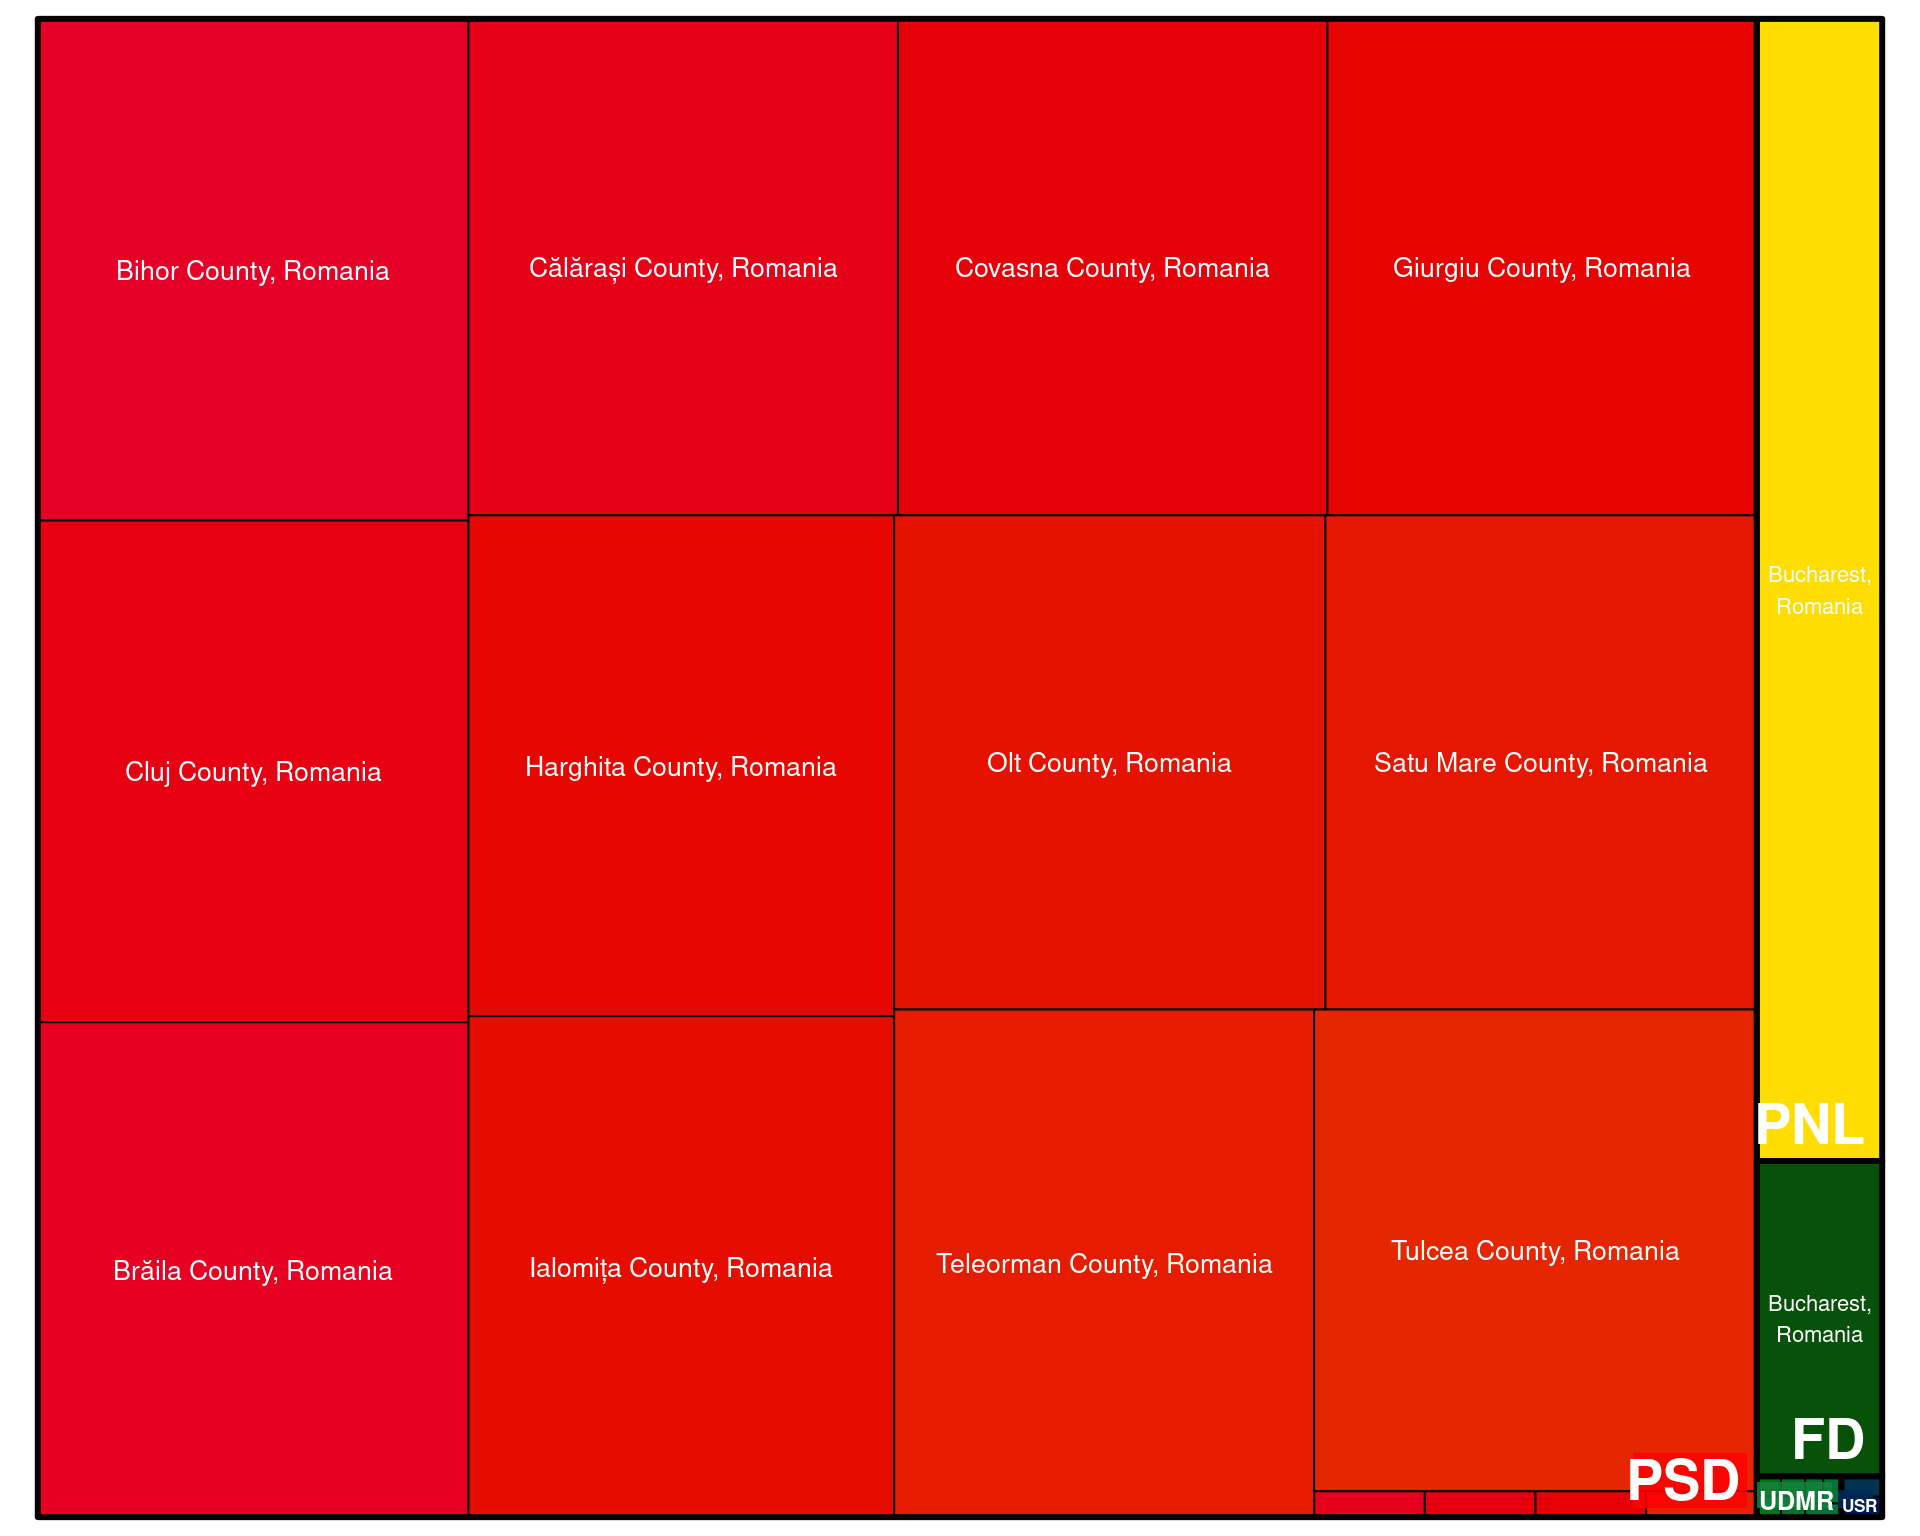 Bihor County, Romania
Călărași County, Romania
Covasna County, Romania
Giurgiu County, Romania
Bucharest,
Romania
Cluj County, Romania
Harghita County, Romania
Olt County, Romania
Satu Mare County, Romania
PNL
Brăila County, Romania
Ialomița County, Romania
Teleorman County, Romania
Tulcea County, Romania
Bucharest,
Romania
FD
PSD
UDMR
USR